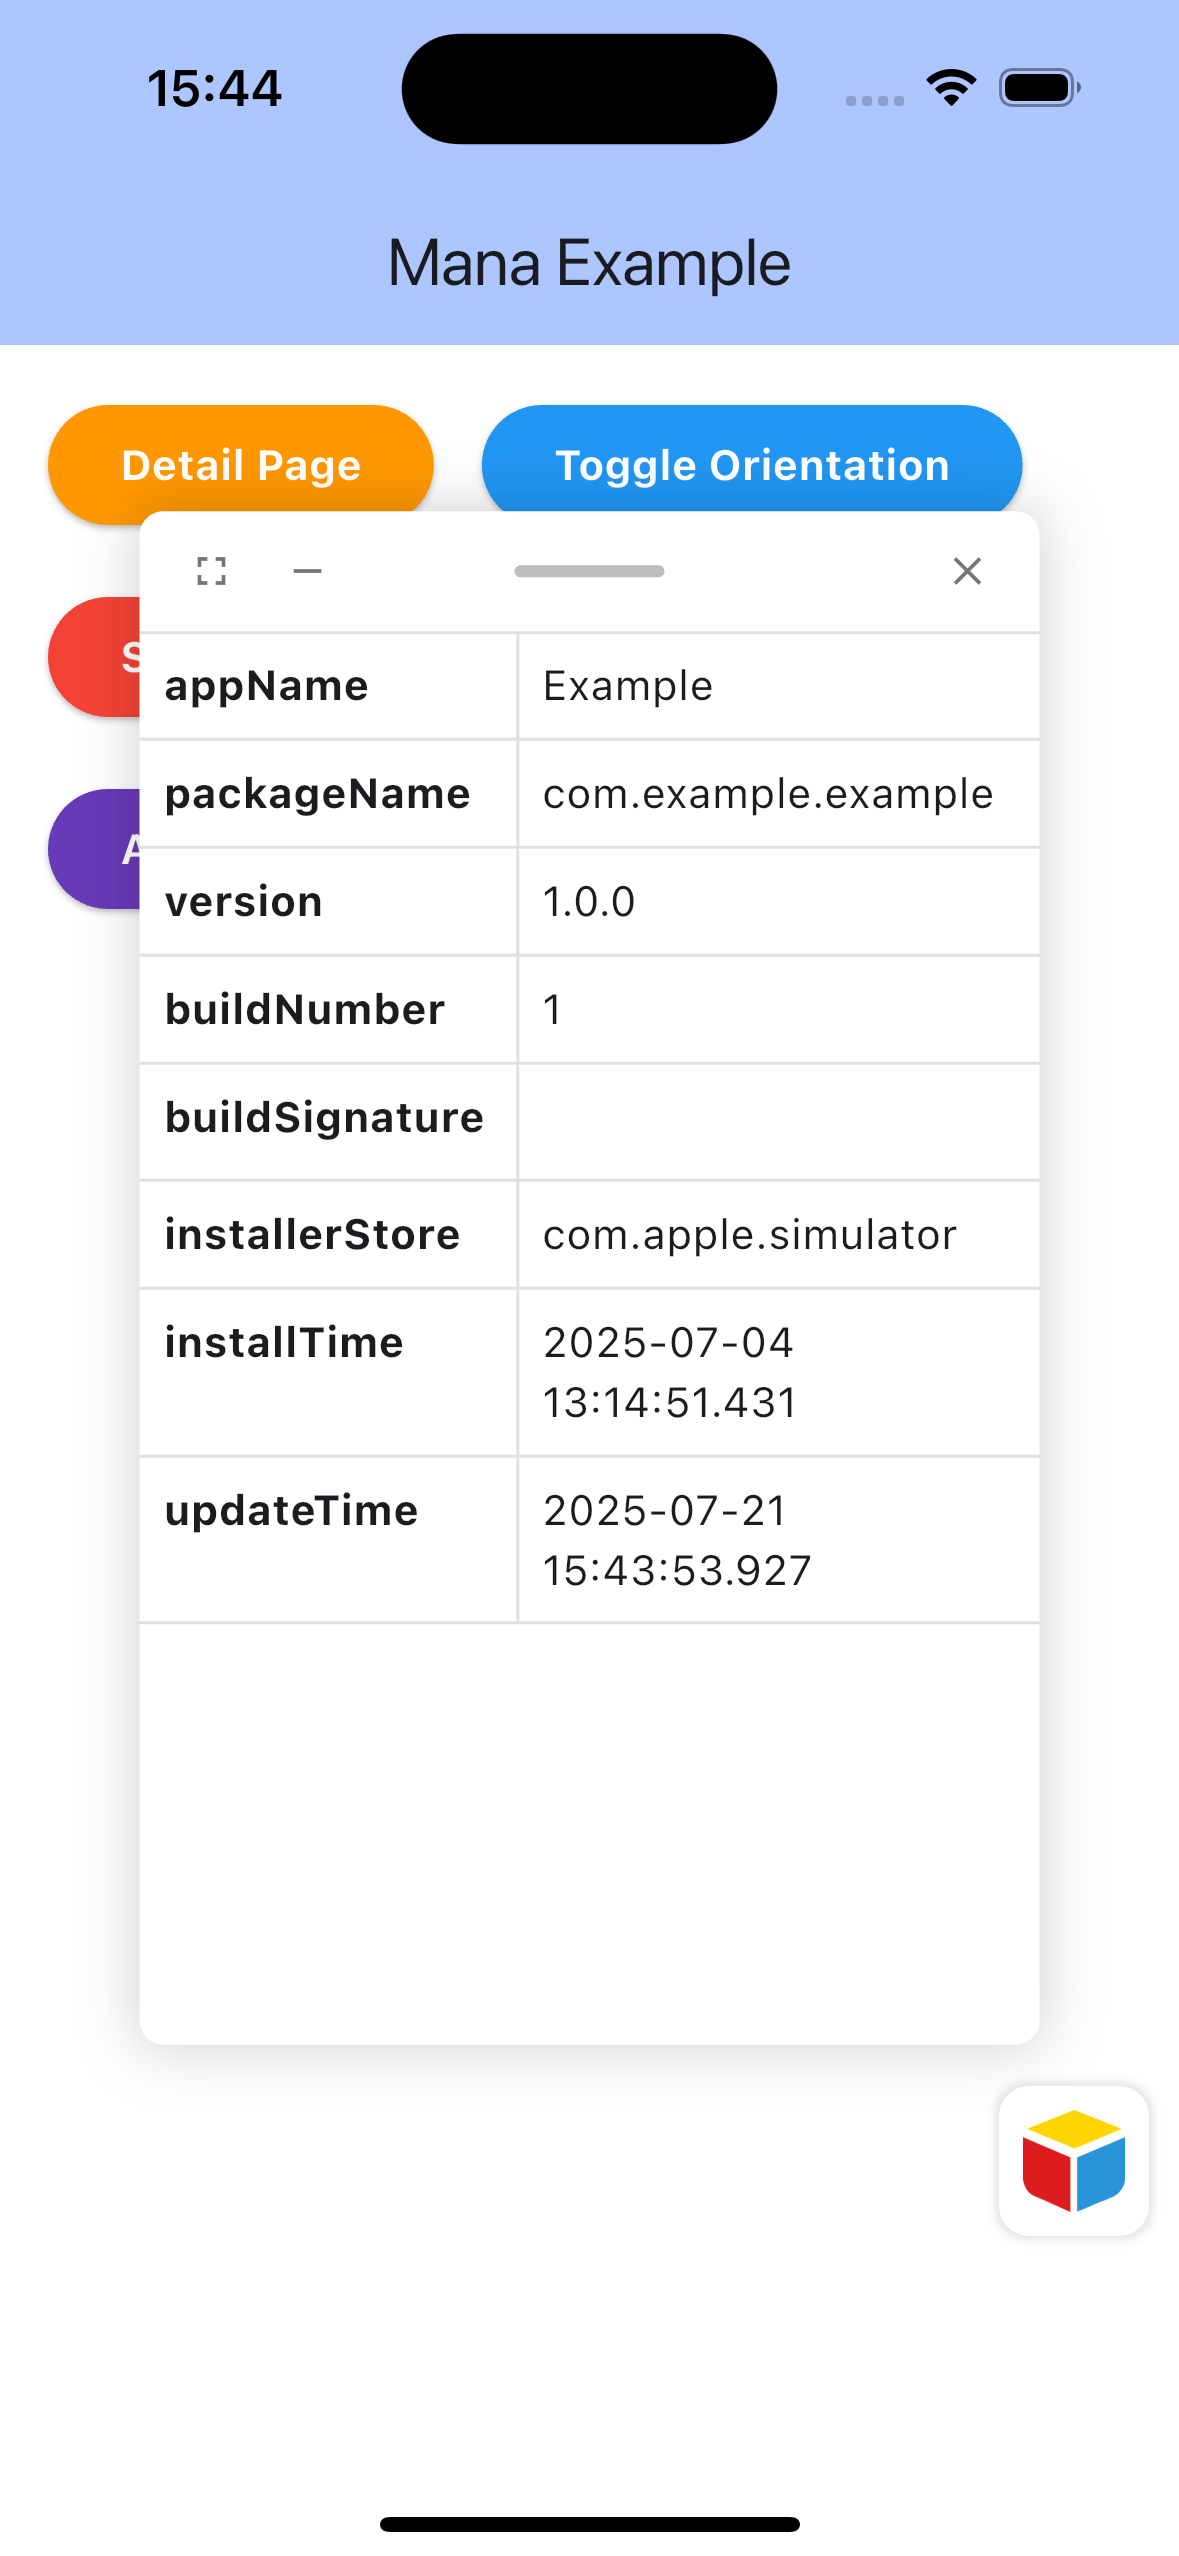 15:44
Mana Example
Detail Page
Toggle Orientation
appName
Example
packageName
com.example.example
version
1.0.0
buildNumber
1
buildSignature
installerStore
com.apple.simulator
installTime
2025-07-04
13:14:51.431
updateTime
2025-07-21
15:43:53.927